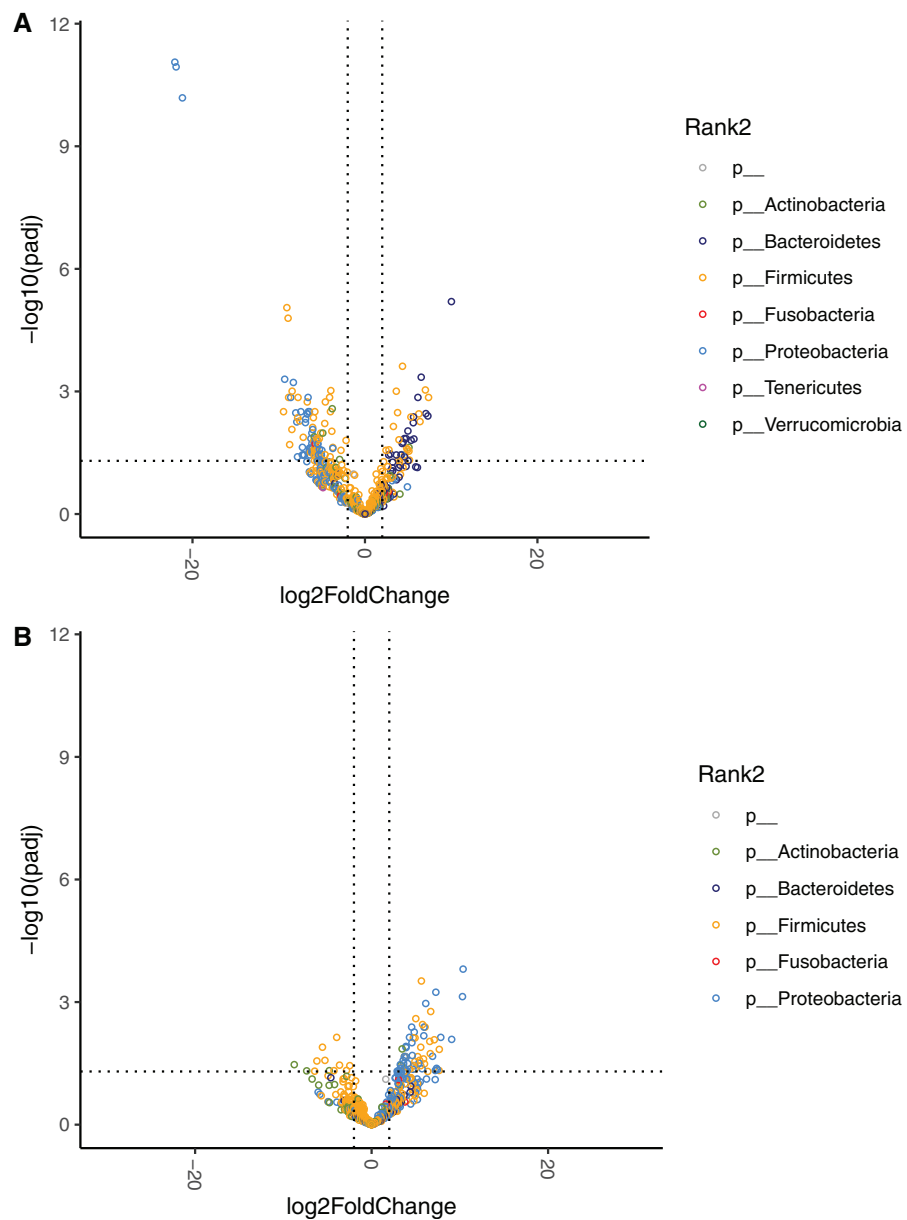 A
12
9
6
3
0
-log10(padj)
-20
0
20
log2FoldChange
Rank2
p__
p__Actinobacteria
p__Bacteroidetes
p__Firmicutes
p__Fusobacteria
p__Proteobacteria
p__Tenericutes
p__Verrucomicrobia
B
12
9
6
3
0
-log10(padj)
-20
0
20
log2FoldChange
Rank2
p__
p__Actinobacteria
p__Bacteroidetes
p__Firmicutes
p__Fusobacteria
p__Proteobacteria